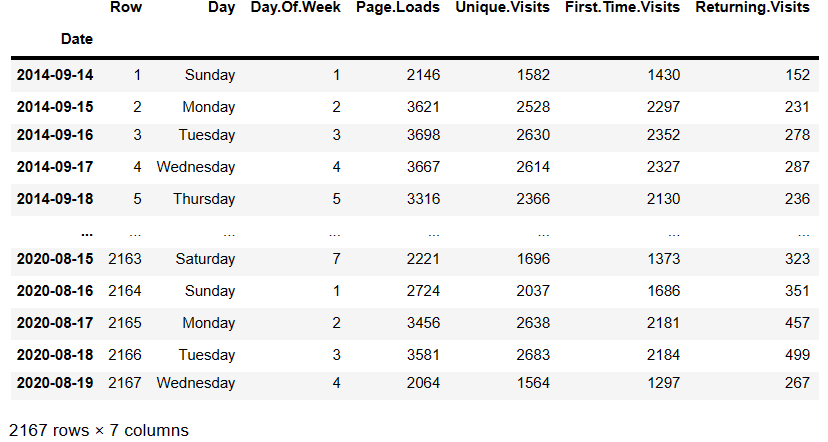 Row Day Day.Of.Week Page.Loads Unique.Visits First.Time.Visits Returning.Visits
Date
2014-09-14 1 Sunday 1 2146 1582 1430 152
2014-09-15 2 Monday 2 3621 2528 2297 231
2014-09-16 3 Tuesday 3 3698 2630 2352 278
2014-09-17 4 Wednesday 4 3667 2614 2327 287
2014-09-18 5 Thursday 5 3316 2366 2130 236
... ... ... ... ... ... ... ...
2020-08-15 2163 Saturday 7 2221 1696 1373 323
2020-08-16 2164 Sunday 1 2724 2037 1686 351
2020-08-17 2165 Monday 2 3456 2638 2181 457
2020-08-18 2166 Tuesday 3 3581 2683 2184 499
2020-08-19 2167 Wednesday 4 2064 1564 1297 267
2167 rows × 7 columns